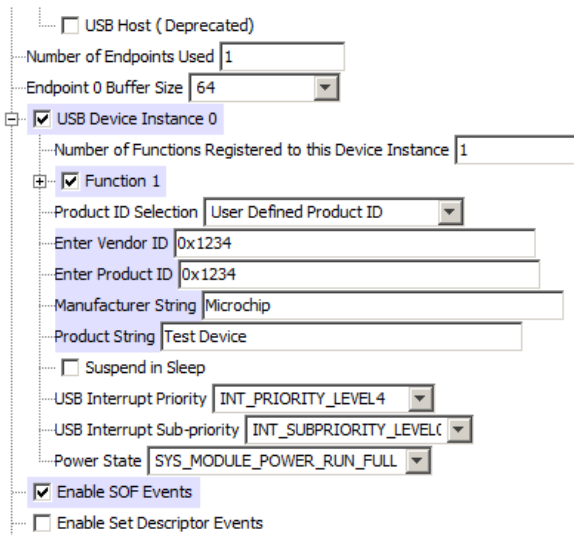 USB Host ( Deprecated)
Number of Endpoints Used 1
Endpoint 0 Buffer Size 64
USB Device Instance 0
Number of Functions Registered to this Device Instance 1
Function 1
Product ID Selection User Defined Product ID
Enter Vendor ID 0x1234
Enter Product ID 0x1234
Manufacturer String Microchip
Product String Test Device
Suspend in Sleep
USB Interrupt Priority INT_PRIORITY_LEVEL4
USB Interrupt Sub-priority INT_SUBPRIORITY_LEVEL(
Power State SYS_MODULE_POWER_RUN_FULL
Enable SOF Events
Enable Set Descriptor Events